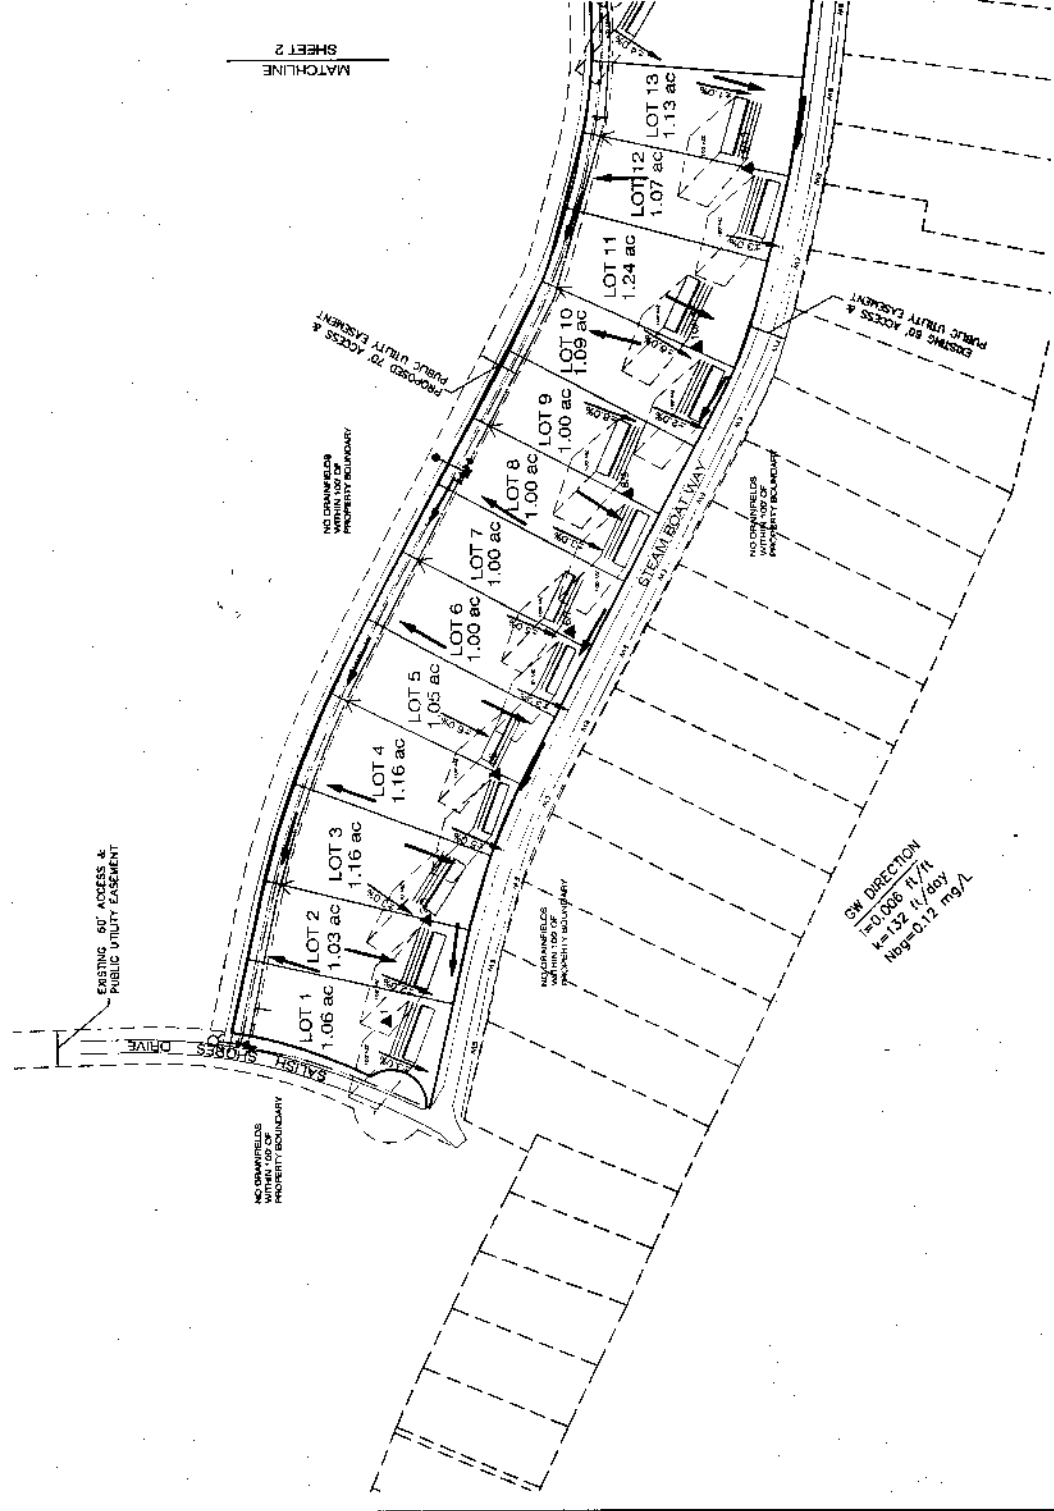 MATCHLINE
SHEET 2
LOT 13
1.13 ac
LOT 12
1.07 ac
LOT 11
1.24 ac
LOT 10
1.09 ac
LOT 9
1.00 ac
LOT 8
1.00 ac
LOT 7
1.00 ac
LOT 6
1.00 ac
LOT 5
1.05 ac
LOT 4
1.16 ac
LOT 3
1.16 ac
LOT 2
1.03 ac
LOT 1
1.06 ac
PROPOSED 70' ACCESS &
PUBLIC UTILITY EASEMENT
EXISTING 60' ACCESS &
PUBLIC UTILITY EASEMENT
NO DRAINFIELDS
WITHIN 100' OF
PROPERTY BOUNDARY
NO DRAINFIELDS
WITHIN 100' OF
PROPERTY BOUNDARY
STEAM BOAT WAY
EXISTING 60' ACCESS &
PUBLIC UTILITY EASEMENT
SALISH SHORES DRIVE
NO DRAINFIELDS
WITHIN 100' OF
PROPERTY BOUNDARY
NO DRAINFIELDS
WITHIN 100' OF
PROPERTY BOUNDARY
GW DIRECTION
i=0.006 ft/ft
k=132 ft/day
Nbg=0.12 mg/L